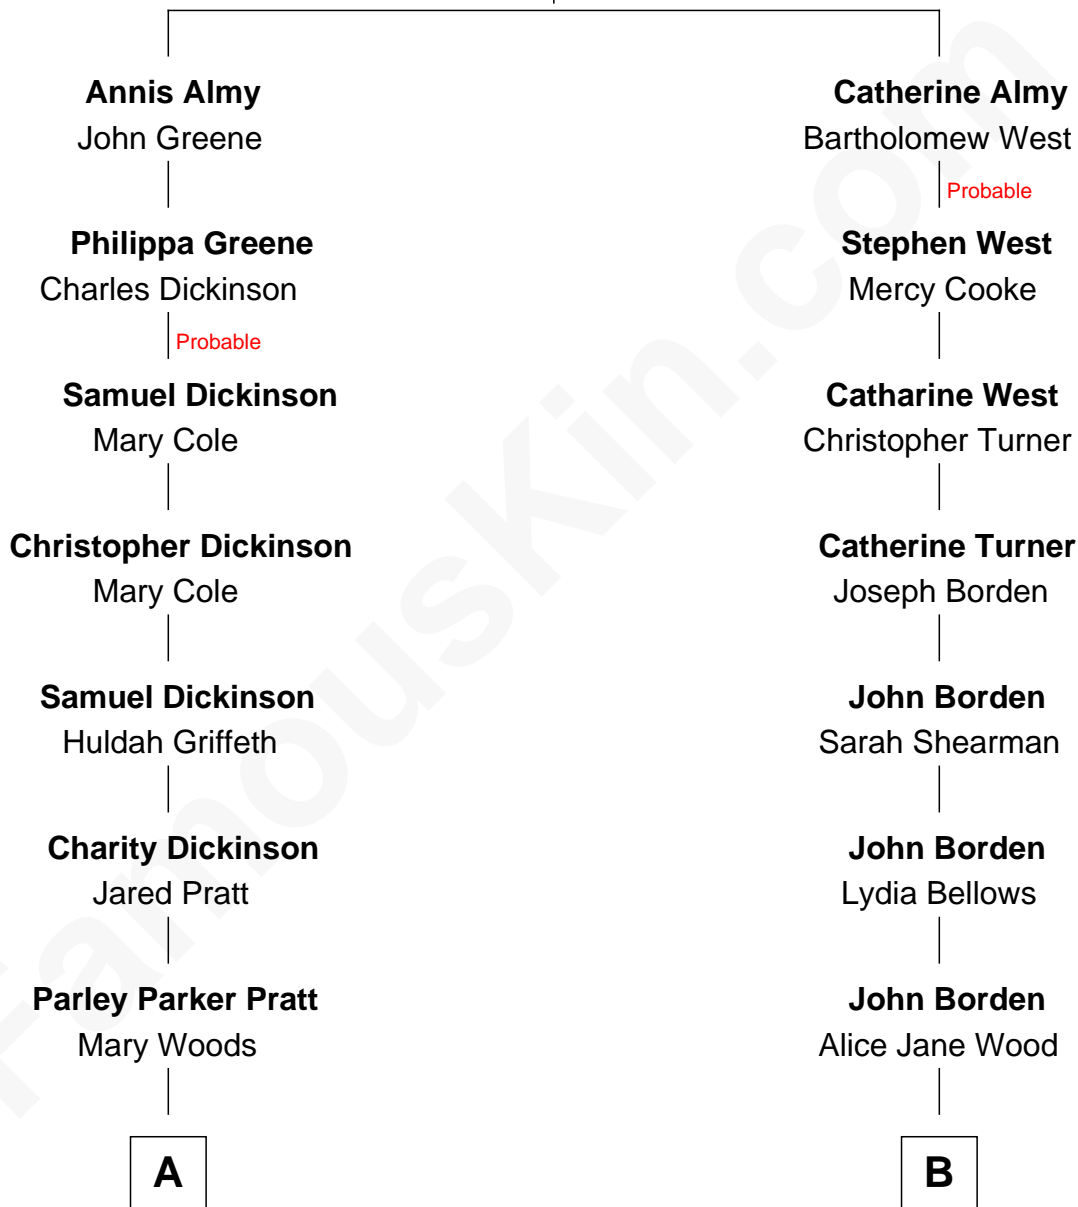 Annis Almy
John Greene
Philippa Greene
Charles Dickinson
Probable
Samuel Dickinson
Mary Cole
Christopher Dickinson
Mary Cole
Samuel Dickinson
Huldah Griffeth
Charity Dickinson
Jared Pratt
Parley Parker Pratt
Mary Woods
A
Catherine Almy
Bartholomew West
Probable
Stephen West
Mercy Cooke
Catharine West
Christopher Turner
Catherine Turner
Joseph Borden
John Borden
Sarah Shearman
John Borden
Lydia Bellows
John Borden
Alice Jane Wood
B
FamousKin.com